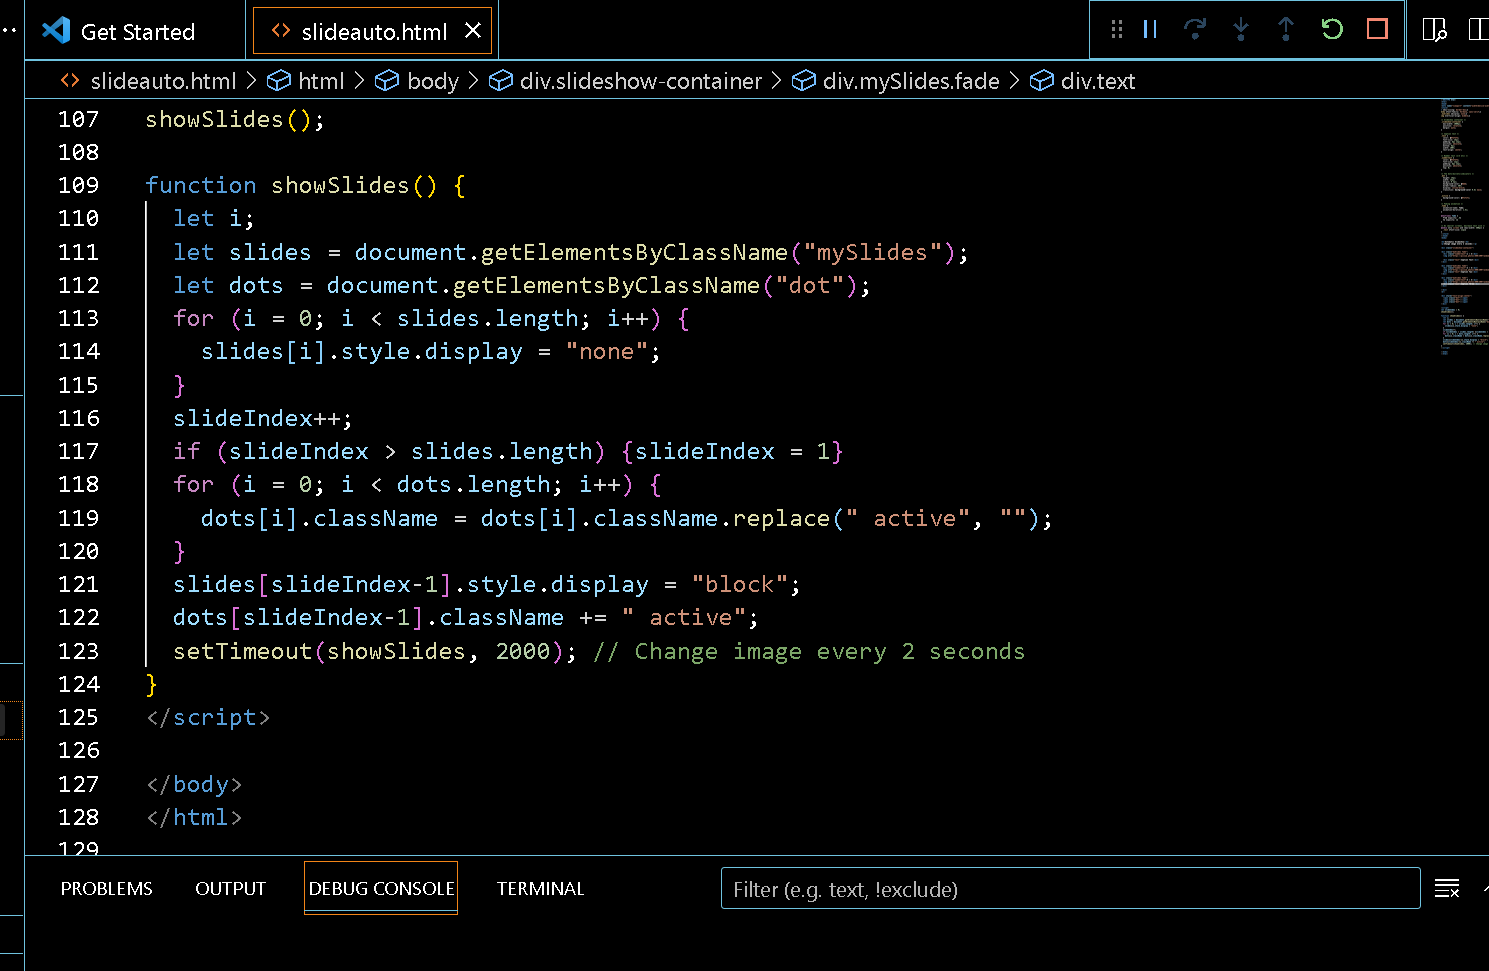 Get Started
slideauto.html
slideauto.html > html > body > div.slideshow-container > div.mySlides.fade > div.text
107 showSlides();
108
109 function showSlides() {
110 let i;
111 let slides = document.getElementsByClassName("mySlides");
112 let dots = document.getElementsByClassName("dot");
113 for (i = 0; i < slides.length; i++) {
114 slides[i].style.display = "none";
115 }
116 slideIndex++;
117 if (slideIndex > slides.length) {slideIndex = 1}
118 for (i = 0; i < dots.length; i++) {
119 dots[i].className = dots[i].className.replace(" active", "");
120 }
121 slides[slideIndex-1].style.display = "block";
122 dots[slideIndex-1].className += " active";
123 setTimeout(showSlides, 2000); // Change image every 2 seconds
124 }
125 </script>
126
127 </body>
128 </html>
129
PROBLEMS OUTPUT DEBUG CONSOLE TERMINAL Filter (e.g. text, !exclude)